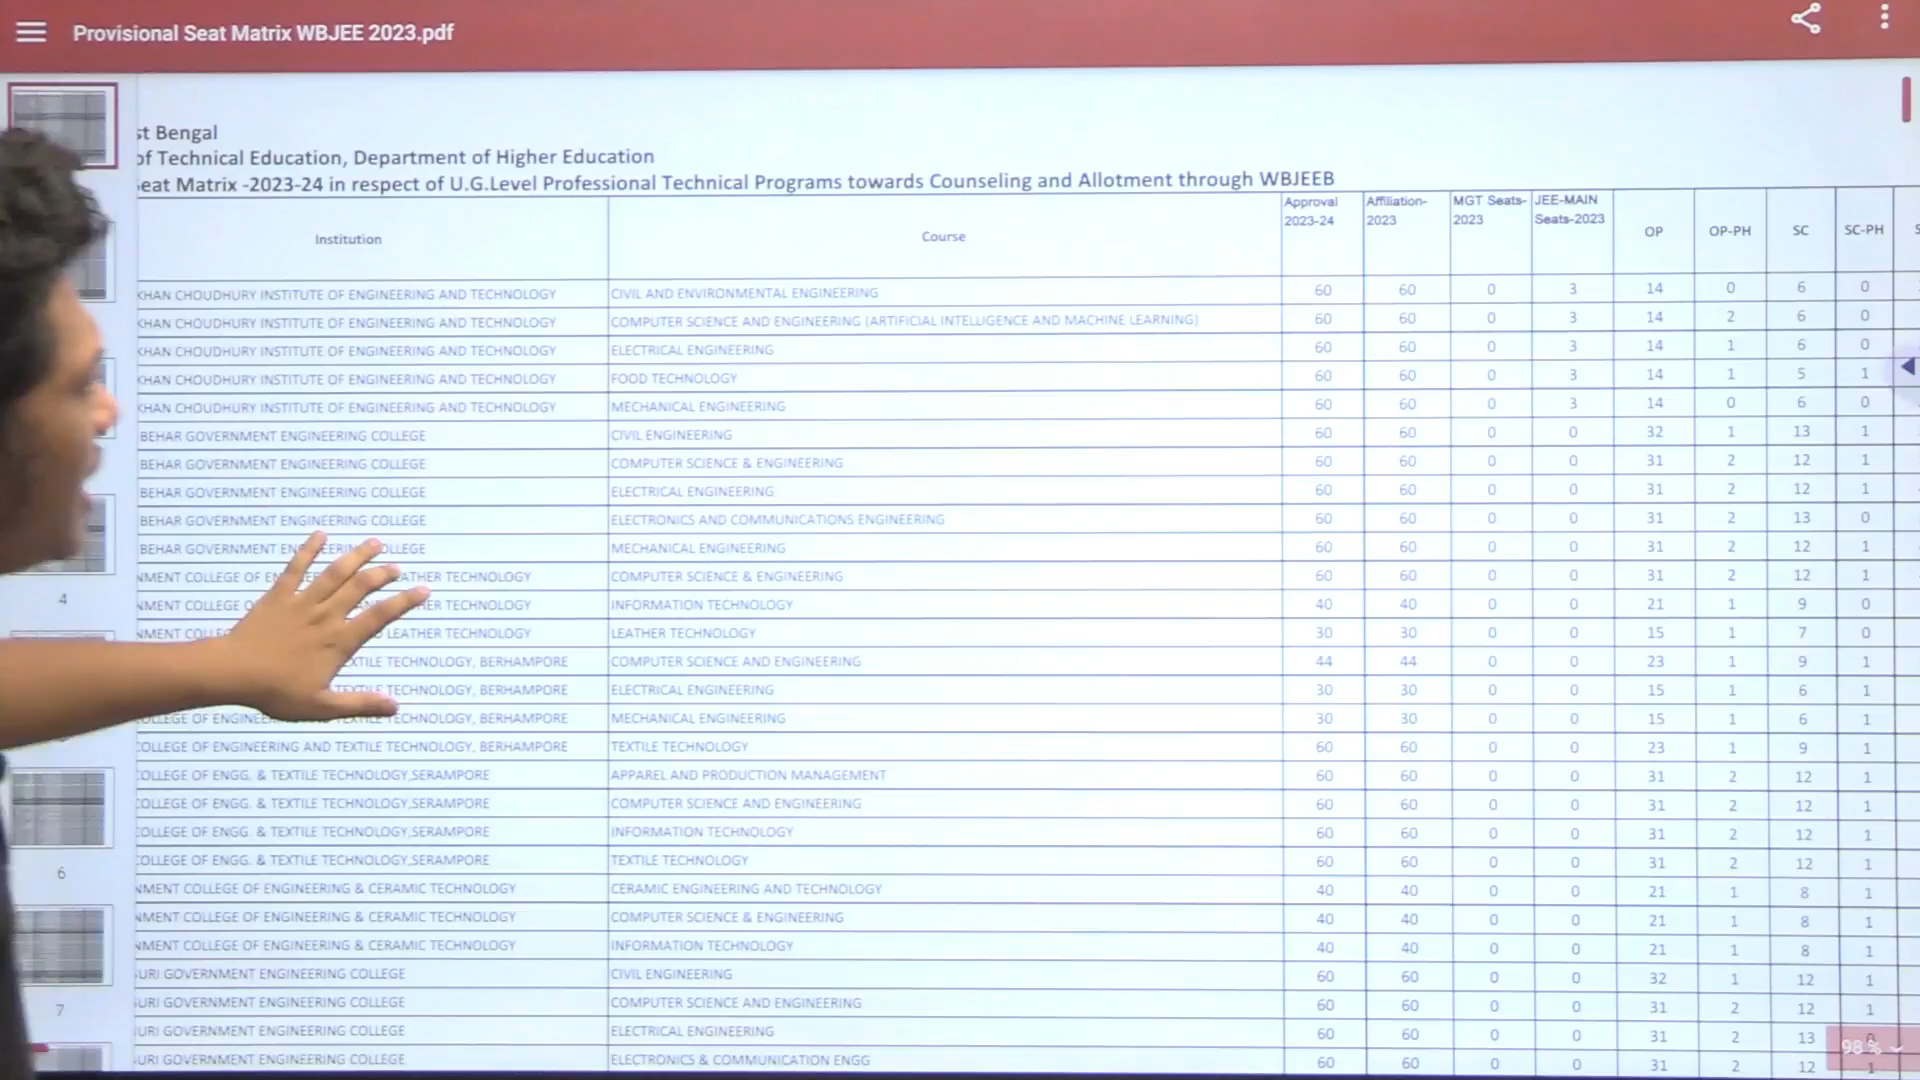 Provisional Seat Matrix WBJEE 2023.pdf
st Bengal
of Technical Education, Department of Higher Education
eat Matrix -2023-24 in respect of U.G.Level Professional Technical Programs towards Counseling and Allotment through WBJEEB
Institution Course Approval 2023-24 Affiliation-2023 MGT Seats-2023 JEE-MAIN Seats-2023 OP OP-PH SC SC-PH
KHAN CHOUDHURY INSTITUTE OF ENGINEERING AND TECHNOLOGY CIVIL AND ENVIRONMENTAL ENGINEERING 60 60 0 3 14 0 6 0
KHAN CHOUDHURY INSTITUTE OF ENGINEERING AND TECHNOLOGY COMPUTER SCIENCE AND ENGINEERING (ARTIFICIAL INTELLIGENCE AND MACHINE LEARNING) 60 60 0 3 14 2 6 0
KHAN CHOUDHURY INSTITUTE OF ENGINEERING AND TECHNOLOGY ELECTRICAL ENGINEERING 60 60 0 3 14 1 6 0
KHAN CHOUDHURY INSTITUTE OF ENGINEERING AND TECHNOLOGY FOOD TECHNOLOGY 60 60 0 3 14 1 5 1
KHAN CHOUDHURY INSTITUTE OF ENGINEERING AND TECHNOLOGY MECHANICAL ENGINEERING 60 60 0 3 14 0 6 0
BEHAR GOVERNMENT ENGINEERING COLLEGE CIVIL ENGINEERING 60 60 0 0 32 1 13 1
BEHAR GOVERNMENT ENGINEERING COLLEGE COMPUTER SCIENCE & ENGINEERING 60 60 0 0 31 2 12 1
BEHAR GOVERNMENT ENGINEERING COLLEGE ELECTRICAL ENGINEERING 60 60 0 0 31 2 12 1
BEHAR GOVERNMENT ENGINEERING COLLEGE ELECTRONICS AND COMMUNICATIONS ENGINEERING 60 60 0 0 31 2 13 0
BEHAR GOVERNMENT MECHANICAL ENGINEERING 60 60 0 0 31 2 12 1
NMENT COLLEGE OF TECHNOLOGY COMPUTER SCIENCE & ENGINEERING 60 60 0 0 31 2 12 1
4
NMENT COLLEGE TECHNOLOGY INFORMATION TECHNOLOGY 40 40 0 0 21 1 9 0
NMENT LEATHER TECHNOLOGY LEATHER TECHNOLOGY 30 30 0 0 15 1 7 0
TECHNOLOGY, BERHAMPORE COMPUTER SCIENCE AND ENGINEERING 44 44 0 0 23 1 9 1
TECHNOLOGY, BERHAMPORE ELECTRICAL ENGINEERING 30 30 0 0 15 1 6 1
OLLEGE OF TECHNOLOGY, BERHAMPORE MECHANICAL ENGINEERING 30 30 0 0 15 1 6 1
COLLEGE OF ENGINEERING AND TEXTILE TECHNOLOGY, BERHAMPORE TEXTILE TECHNOLOGY 60 60 0 0 23 1 9 1
COLLEGE OF ENGG. & TEXTILE TECHNOLOGY,SERAMPORE APPAREL AND PRODUCTION MANAGEMENT 60 60 0 0 31 2 12 1
COLLEGE OF ENGG. & TEXTILE TECHNOLOGY,SERAMPORE COMPUTER SCIENCE AND ENGINEERING 60 60 0 0 31 2 12 1
COLLEGE OF ENGG. & TEXTILE TECHNOLOGY,SERAMPORE INFORMATION TECHNOLOGY 60 60 0 0 31 2 12 1
COLLEGE OF ENGG. & TEXTILE TECHNOLOGY,SERAMPORE TEXTILE TECHNOLOGY 60 60 0 0 31 2 12 1
6
NMENT COLLEGE OF ENGINEERING & CERAMIC TECHNOLOGY CERAMIC ENGINEERING AND TECHNOLOGY 40 40 0 0 21 1 8 1
NMENT COLLEGE OF ENGINEERING & CERAMIC TECHNOLOGY COMPUTER SCIENCE & ENGINEERING 40 40 0 0 21 1 8 1
NMENT COLLEGE OF ENGINEERING & CERAMIC TECHNOLOGY INFORMATION TECHNOLOGY 40 40 0 0 21 1 8 1
URI GOVERNMENT ENGINEERING COLLEGE CIVIL ENGINEERING 60 60 0 0 32 1 12 1
URI GOVERNMENT ENGINEERING COLLEGE COMPUTER SCIENCE AND ENGINEERING 60 60 0 0 31 2 12 1
7
URI GOVERNMENT ENGINEERING COLLEGE ELECTRICAL ENGINEERING 60 60 0 0 31 2 13
98 %
URI GOVERNMENT ENGINEERING COLLEGE ELECTRONICS & COMMUNICATION ENGG 60 60 0 0 31 2 12 1